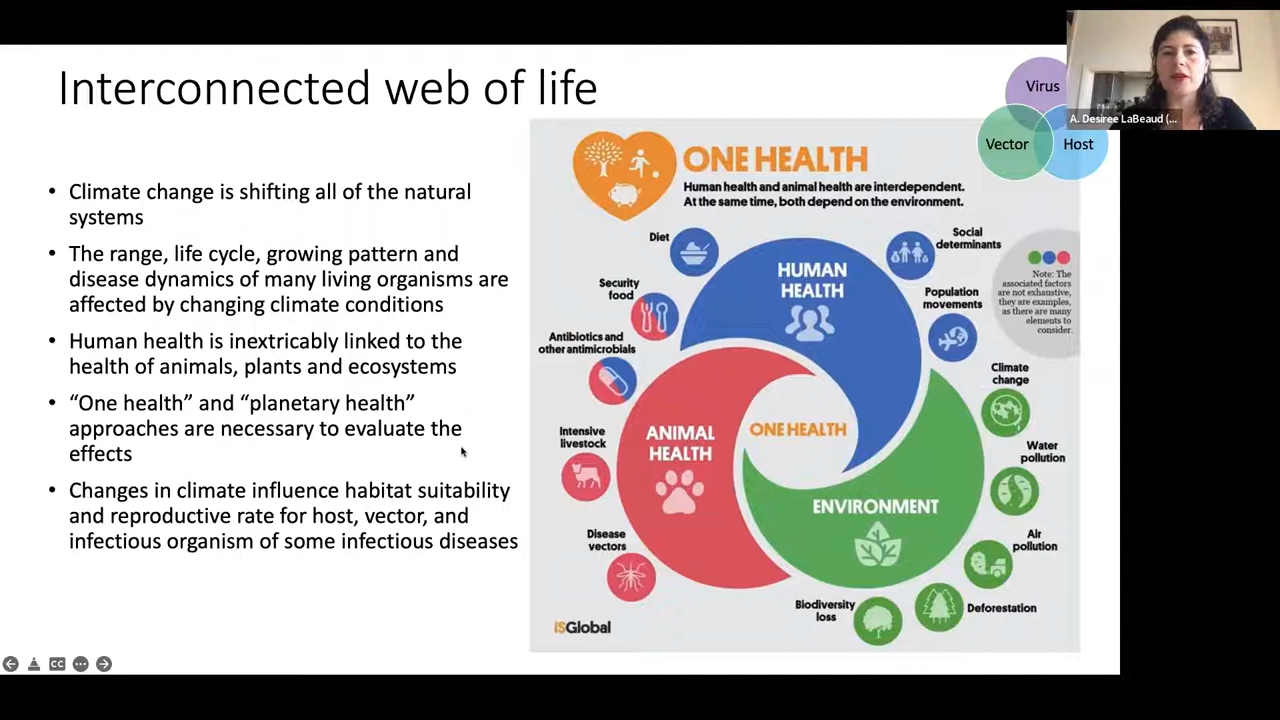 Interconnected web of life
• Climate change is shifting all of the natural
systems
• The range, life cycle, growing pattern and
disease dynamics of many living organisms are
affected by changing climate conditions
• Human health is inextricably linked to the
health of animals, plants and ecosystems
• “One health” and “planetary health”
approaches are necessary to evaluate the
effects
• Changes in climate influence habitat suitability
and reproductive rate for host, vector, and
infectious organism of some infectious diseases
Virus
Vector
Host
A. Desiree LaBeaud (...
ONE HEALTH
Human health and animal health are interdependent.
At the same time, both depend on the environment.
Diet
Security
food
Antibiotics and
other antimicrobials
Intensive
livestock
Disease
vectors
HUMAN
HEALTH
ANIMAL
HEALTH
ONE HEALTH
ENVIRONMENT
Social
determinants
Population
movements
Note: The
associated factors
are not exhaustive,
they are examples,
as there are many
elements to
consider.
Climate
change
Water
pollution
Air
pollution
Deforestation
Biodiversity
loss
ISGlobal
CC